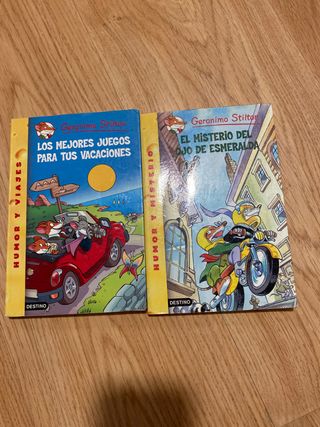 Geronimo Stilton
LOS MEJORES JUEGOS
PARA TUS VACACIONES
HUMOR Y VIAJES
DESTINO
Geronimo Stilton
EL MISTERIO DEL
OJO DE ESMERALDA
HUMOR Y MISTERIO
DESTINO